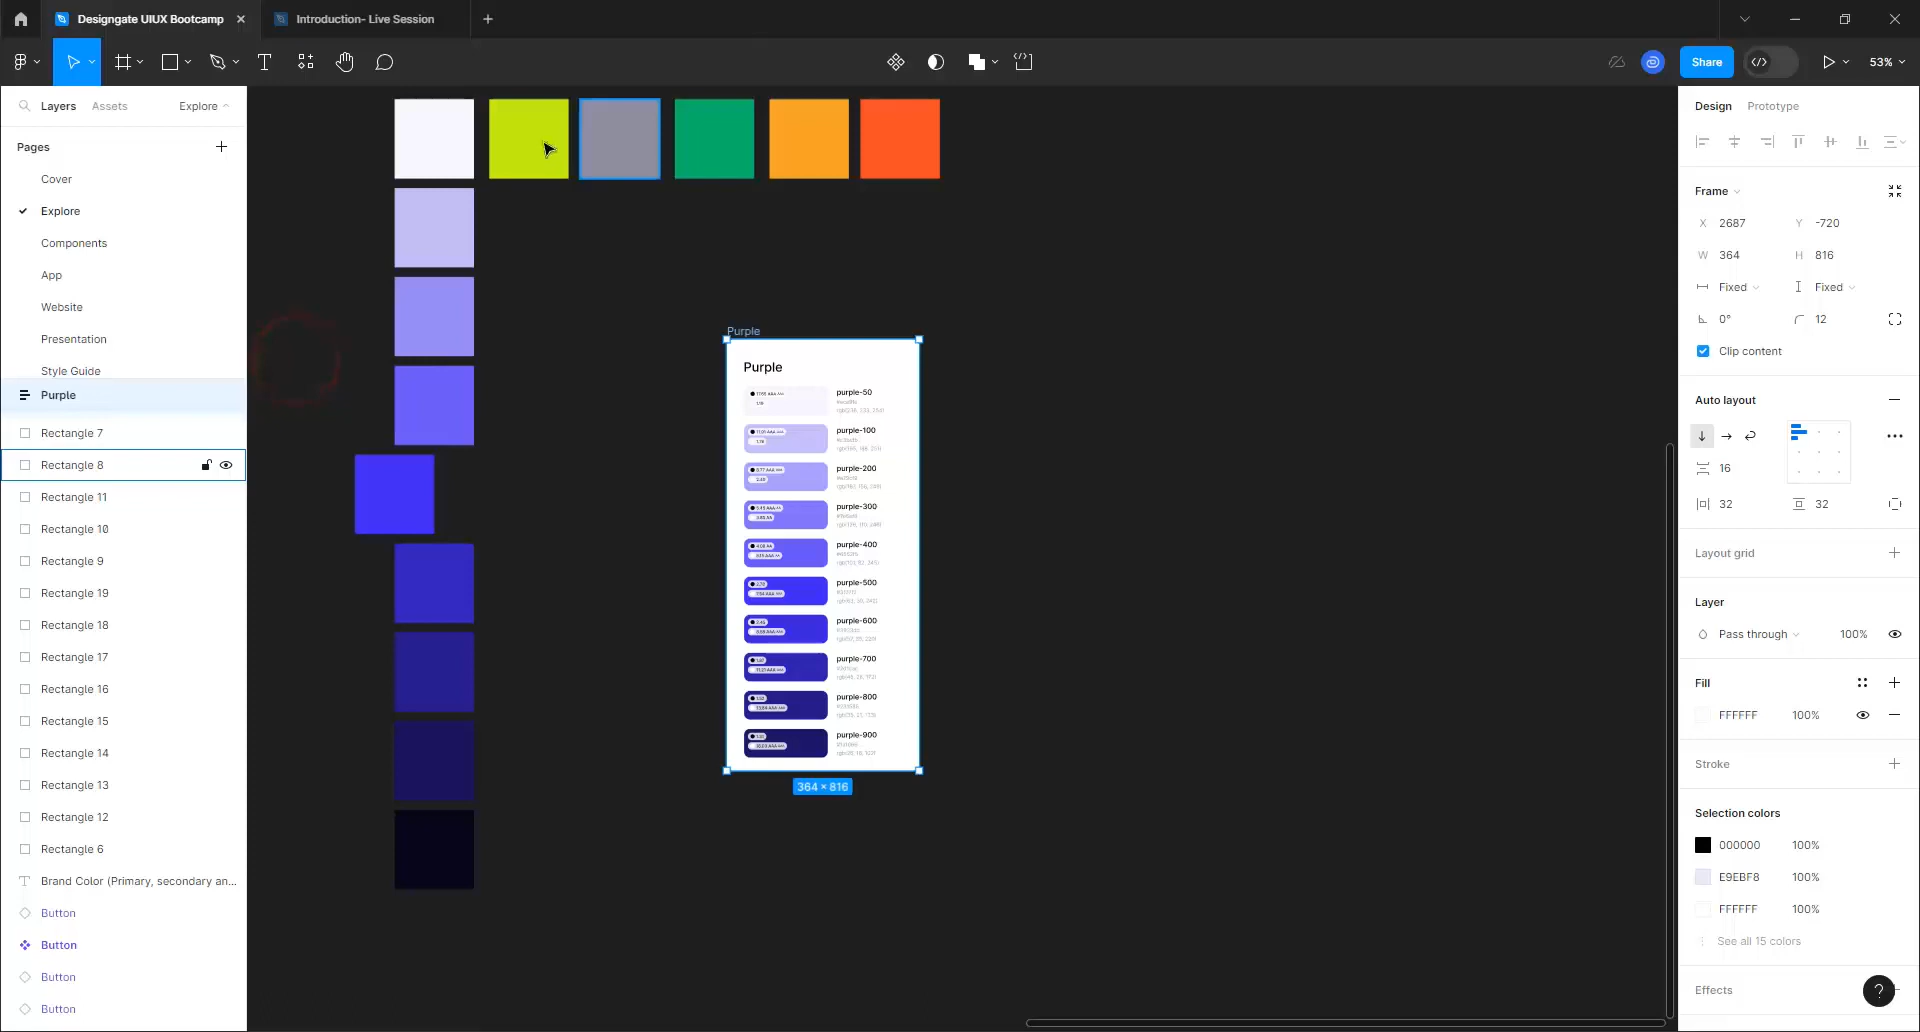 Designgate UIUX Bootcamp
Introduction- Live Session
Share
53%
Layers
Assets
Explore
Pages
Cover
Explore
Components
App
Website
Presentation
Style Guide
Purple
Rectangle 7
Rectangle 8
Rectangle 11
Rectangle 10
Rectangle 9
Rectangle 19
Rectangle 18
Rectangle 17
Rectangle 16
Rectangle 15
Rectangle 14
Rectangle 13
Rectangle 12
Rectangle 6
Brand Color (Primary, secondary an...
Button
Button
Button
Button
Purple
Purple
purple-50
purple-100
purple-200
purple-300
purple-400
purple-500
purple-600
purple-700
purple-800
purple-900
364 × 816
Design
Prototype
Frame
X 2687
Y -720
W 364
H 816
Fixed
Fixed
0°
12
Clip content
Auto layout
16
32
32
Layout grid
Layer
Pass through
100%
Fill
FFFFFF 100%
Stroke
Selection colors
000000 100%
E9EBF8 100%
FFFFFF 100%
See all 15 colors
Effects
?